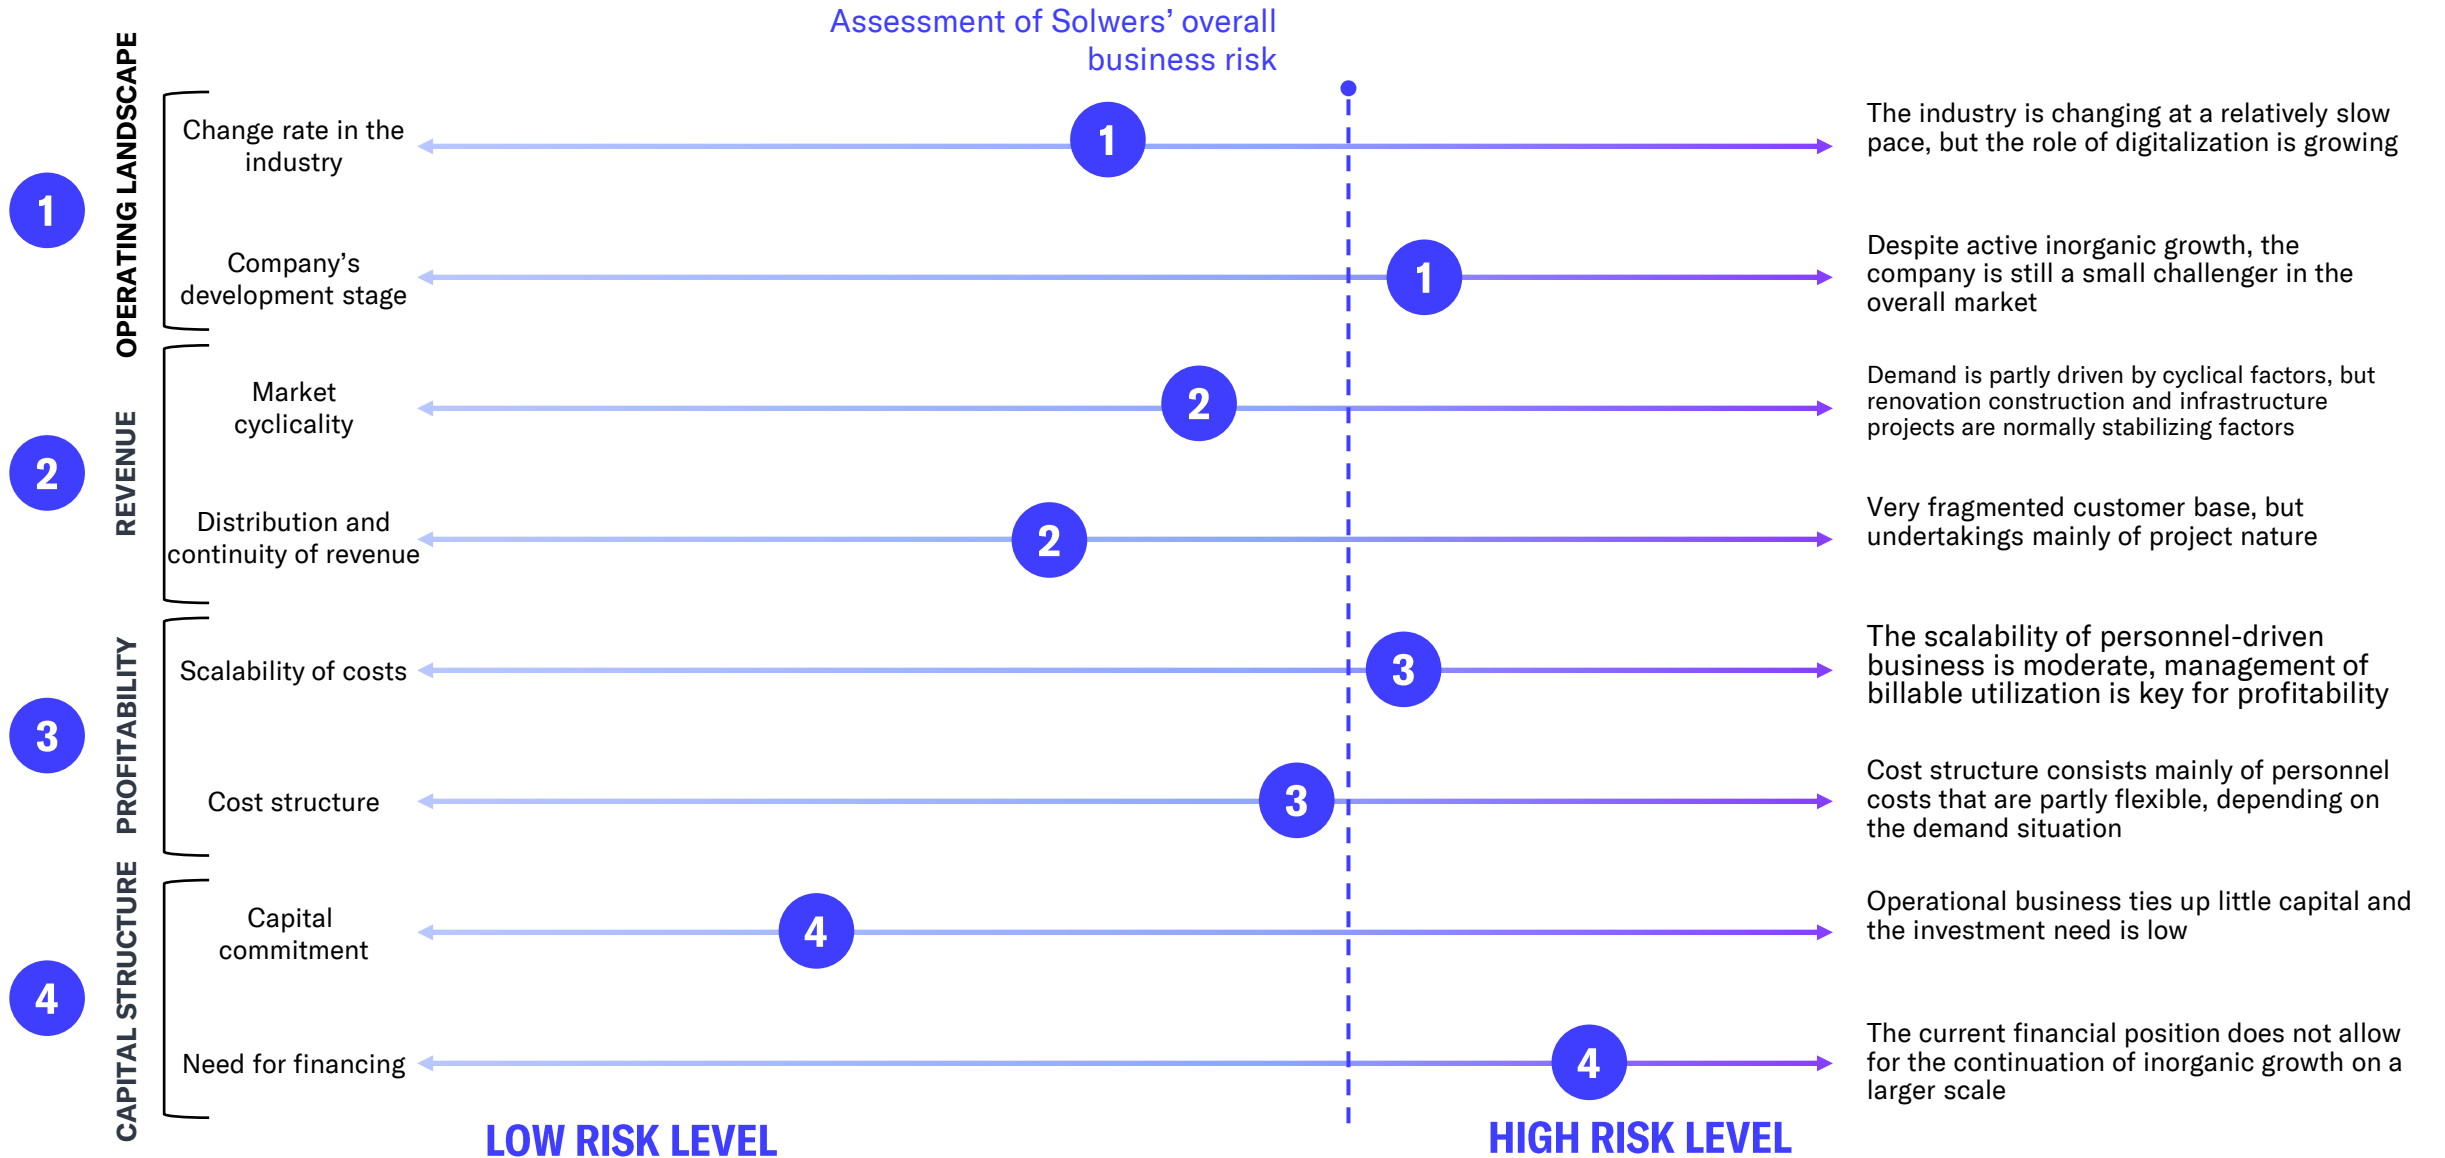 Assessment of Solwers’ overall
business risk
1
OPERATING LANDSCAPE
Change rate in the
industry
1
The industry is changing at a relatively slow
pace, but the role of digitalization is growing
Company’s
development stage
1
Despite active inorganic growth, the
company is still a small challenger in the
overall market
2
REVENUE
Market
cyclicality
2
Demand is partly driven by cyclical factors, but
renovation construction and infrastructure
projects are normally stabilizing factors
Distribution and
continuity of revenue
2
Very fragmented customer base, but
undertakings mainly of project nature
3
PROFITABILITY
Scalability of costs
3
The scalability of personnel-driven
business is moderate, management of
billable utilization is key for profitability
Cost structure
3
Cost structure consists mainly of personnel
costs that are partly flexible, depending on
the demand situation
4
CAPITAL STRUCTURE
Capital
commitment
4
Operational business ties up little capital and
the investment need is low
Need for financing
4
The current financial position does not allow
for the continuation of inorganic growth on a
larger scale
LOW RISK LEVEL
HIGH RISK LEVEL